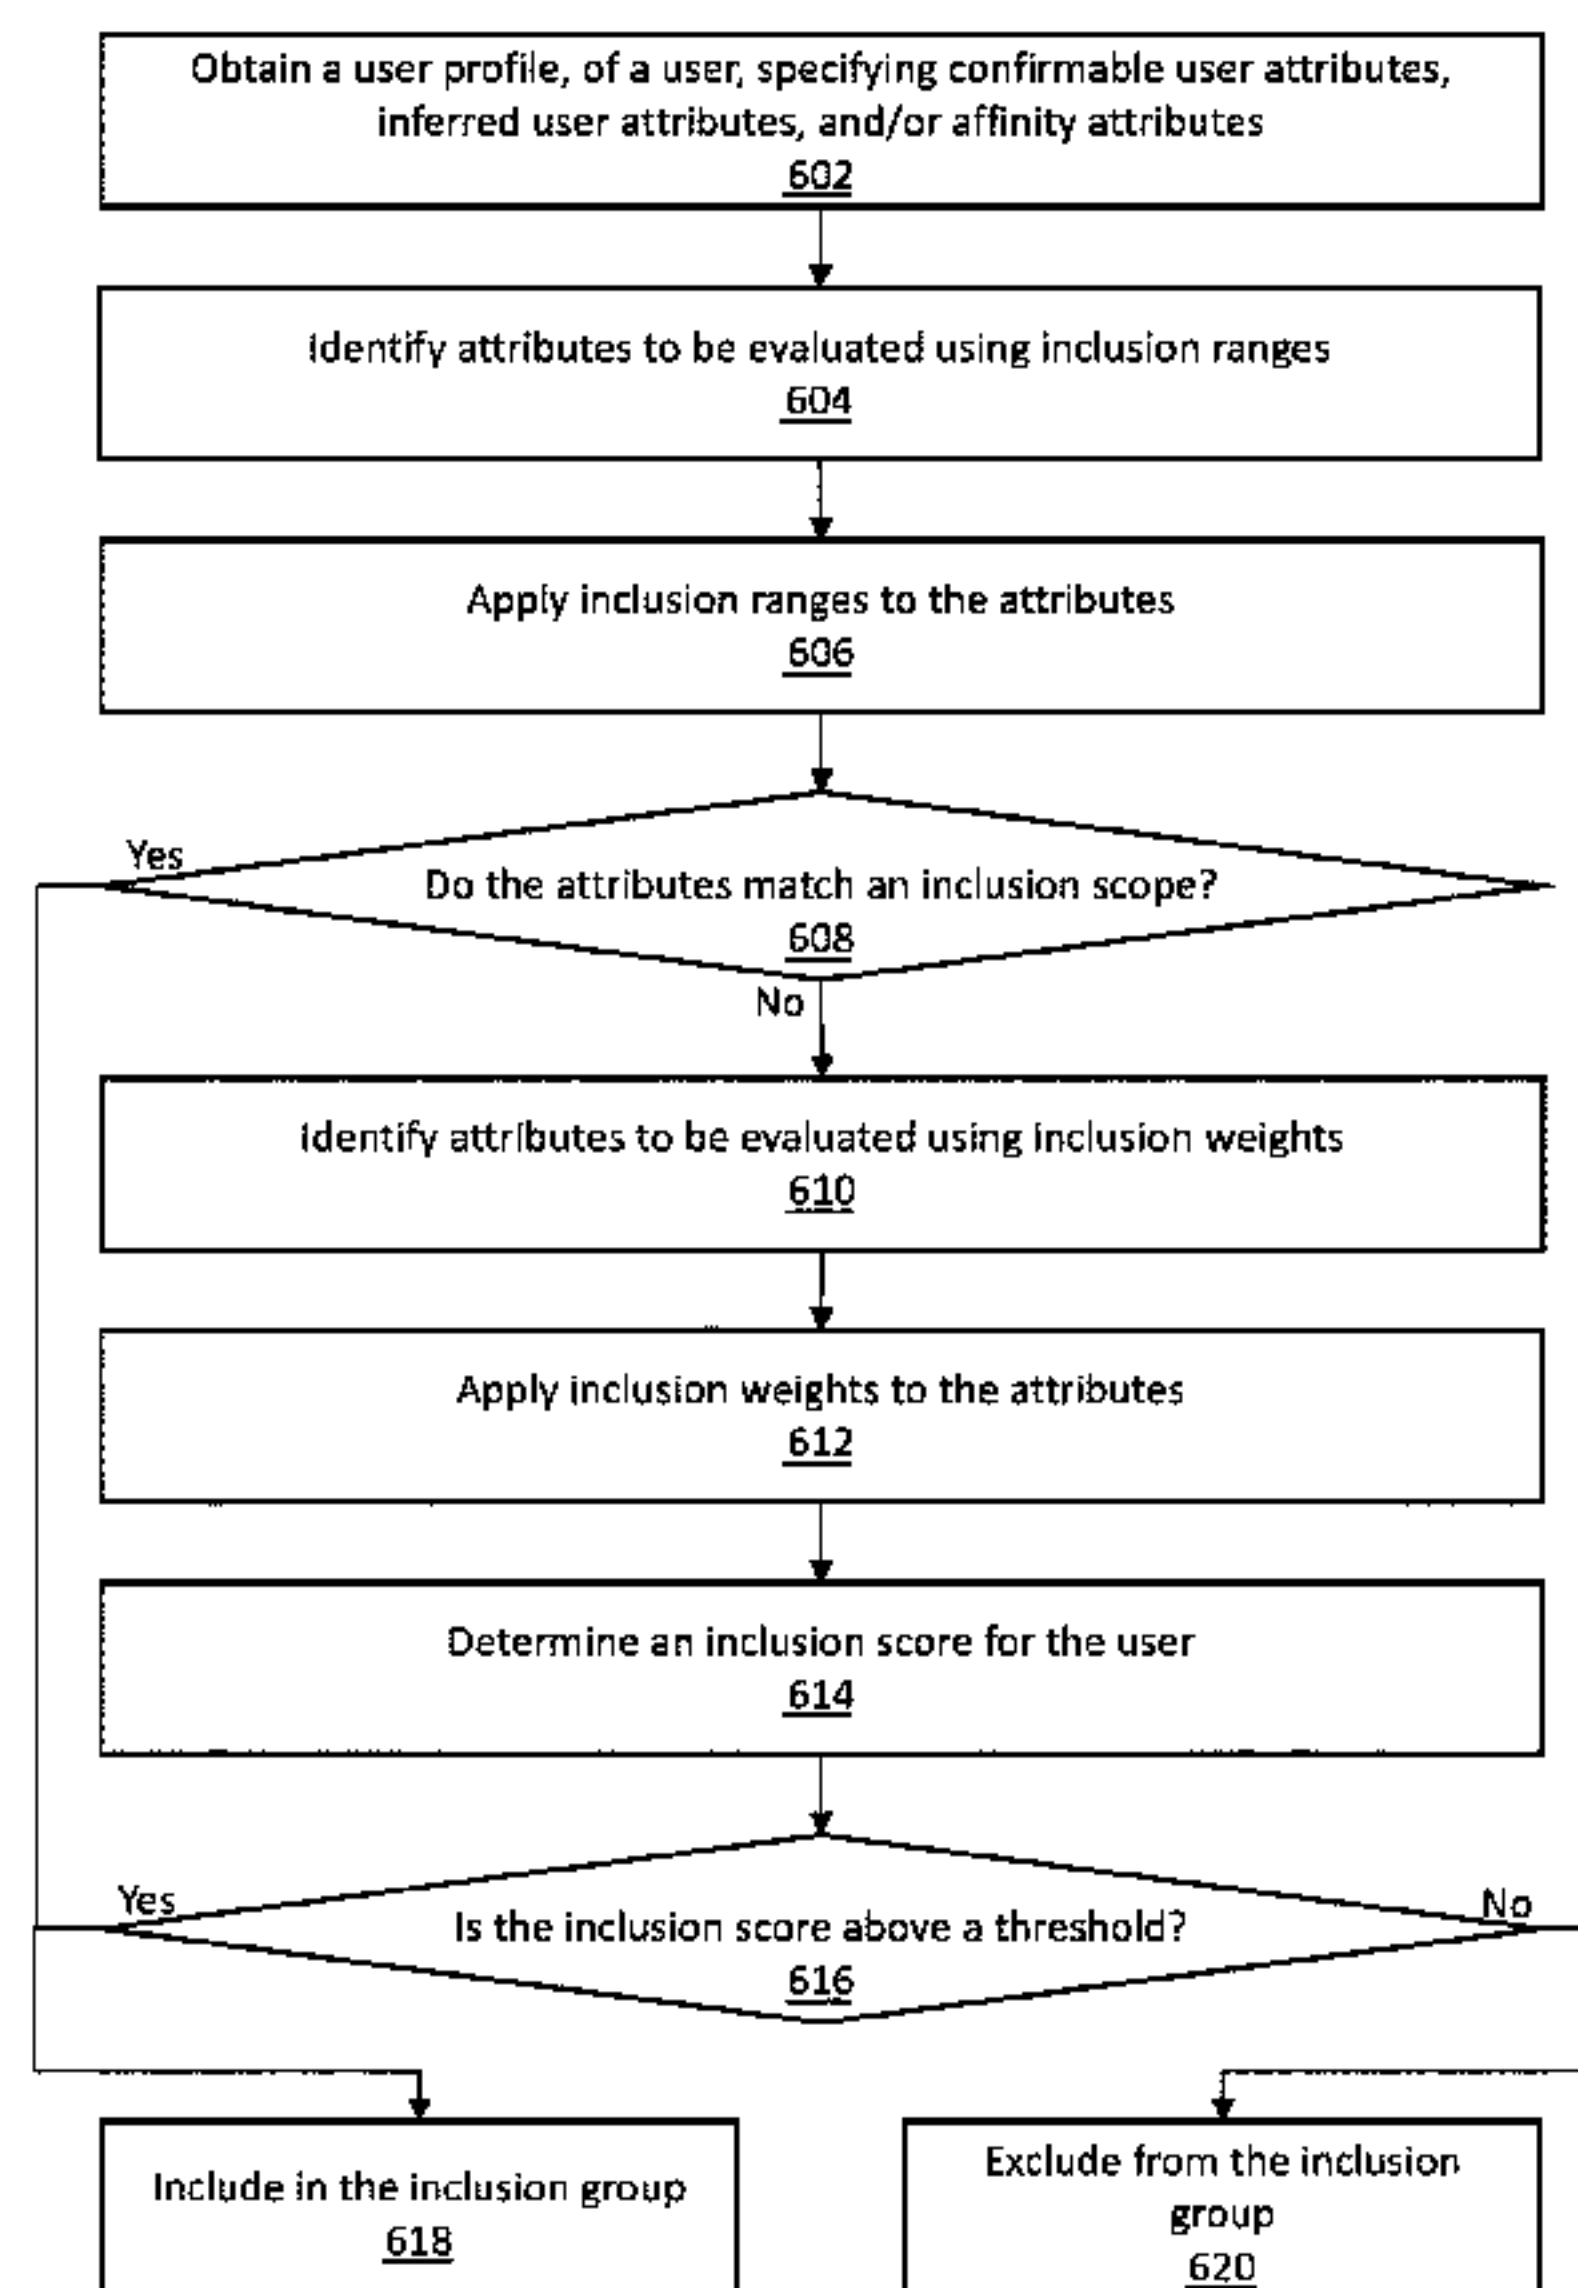 Obtain a user profile, of a user, specifying confirmable user attributes,
inferred user attributes, and/or affinity attributes
602
Identify attributes to be evaluated using inclusion ranges
604
Apply inclusion ranges to the attributes
606
Yes
Do the attributes match an inclusion scope?
608
No
Identify attributes to be evaluated using inclusion weights
610
Apply inclusion weights to the attributes
612
Determine an inclusion score for the user
614
Yes
No
Is the inclusion score above a threshold?
616
Include in the inclusion group
618
Exclude from the inclusion
group
620